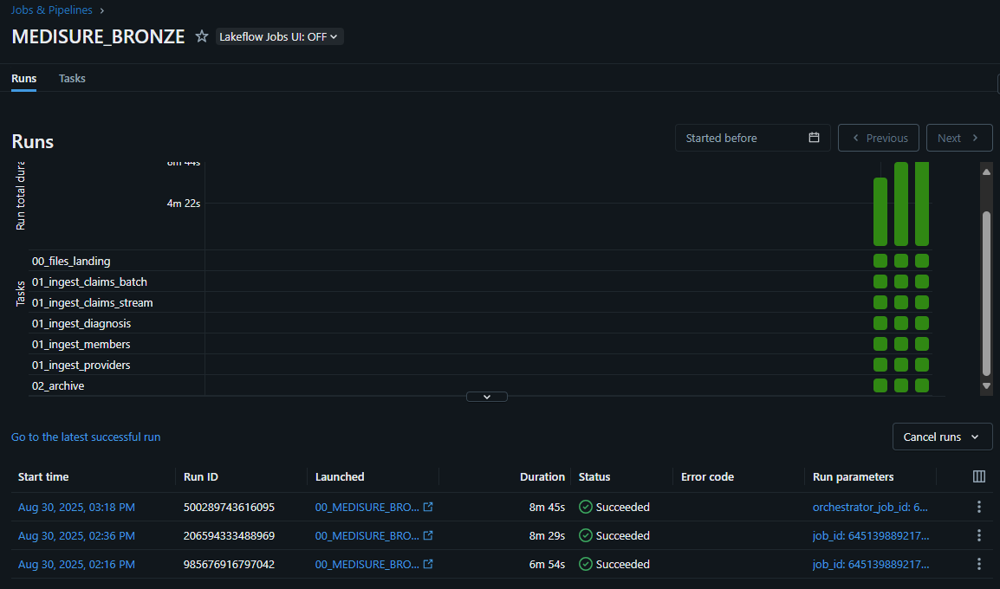 Jobs & Pipelines
MEDISURE_BRONZE Lakeflow Jobs UI: OFF
Runs Tasks
Runs Started before Previous Next
Run total dura
8m 44s
4m 22s
Tasks
00_files_landing
01_ingest_claims_batch
01_ingest_claims_stream
01_ingest_diagnosis
01_ingest_members
01_ingest_providers
02_archive
Go to the latest successful run Cancel runs
Start time Run ID Launched Duration Status Error code Run parameters
Aug 30, 2025, 03:18 PM 500289743616095 00_MEDISURE_BRO... 8m 45s Succeeded orchestrator_job_id: 6...
Aug 30, 2025, 02:36 PM 206594333488969 00_MEDISURE_BRO... 8m 29s Succeeded job_id: 645139889217...
Aug 30, 2025, 02:16 PM 985676916797042 00_MEDISURE_BRO... 6m 54s Succeeded job_id: 645139889217...